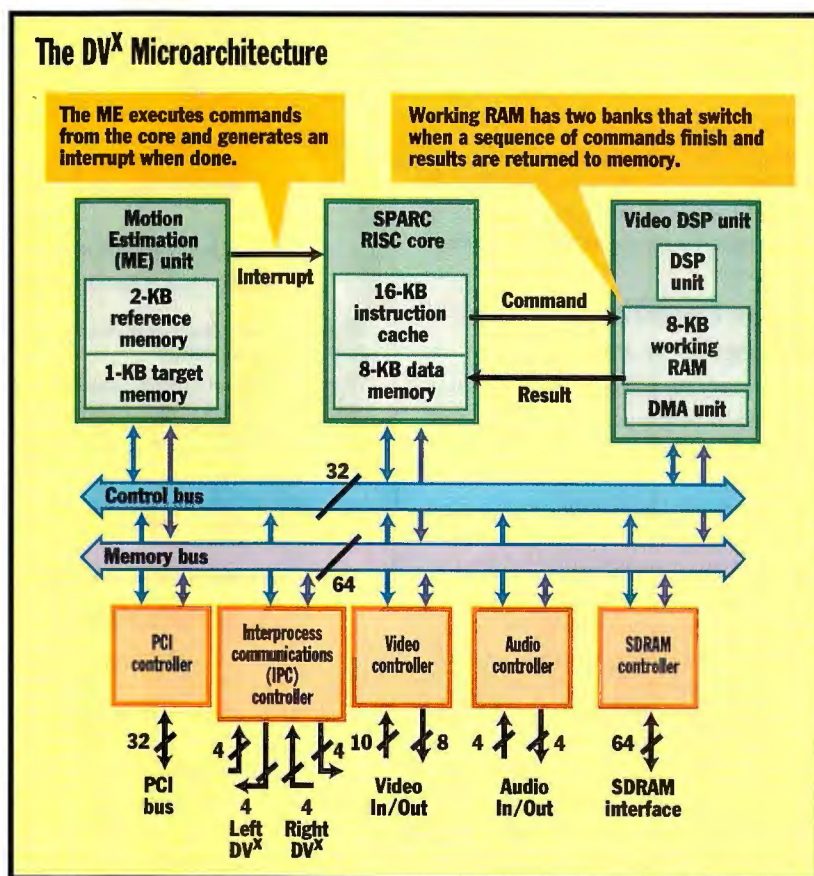 The DVX Microarchitecture
The ME executes commands
from the core and generates an
interrupt when done.
Working RAM has two banks that switch
when a sequence of commands finish and
results are returned to memory.
Motion
Estimation
(ME) unit
2-KB
reference
memory
1-KB target
memory
Interrupt
SPARC
RISC core
16-KB
instruction
cache
8-KB data
memory
Command
Result
Video DSP unit
DSP
unit
8-KB
working
RAM
DMA unit
32
Control bus
Memory bus
64
PCI
controller
Interprocess
communications
(IPC)
controller
Video
controller
Audio
controller
SDRAM
controller
32
PCI
bus
4
4
4
Left
DVX
4
Right
DVX
10
8
Video
In/Out
4
4
Audio
In/Out
64
SDRAM
interface